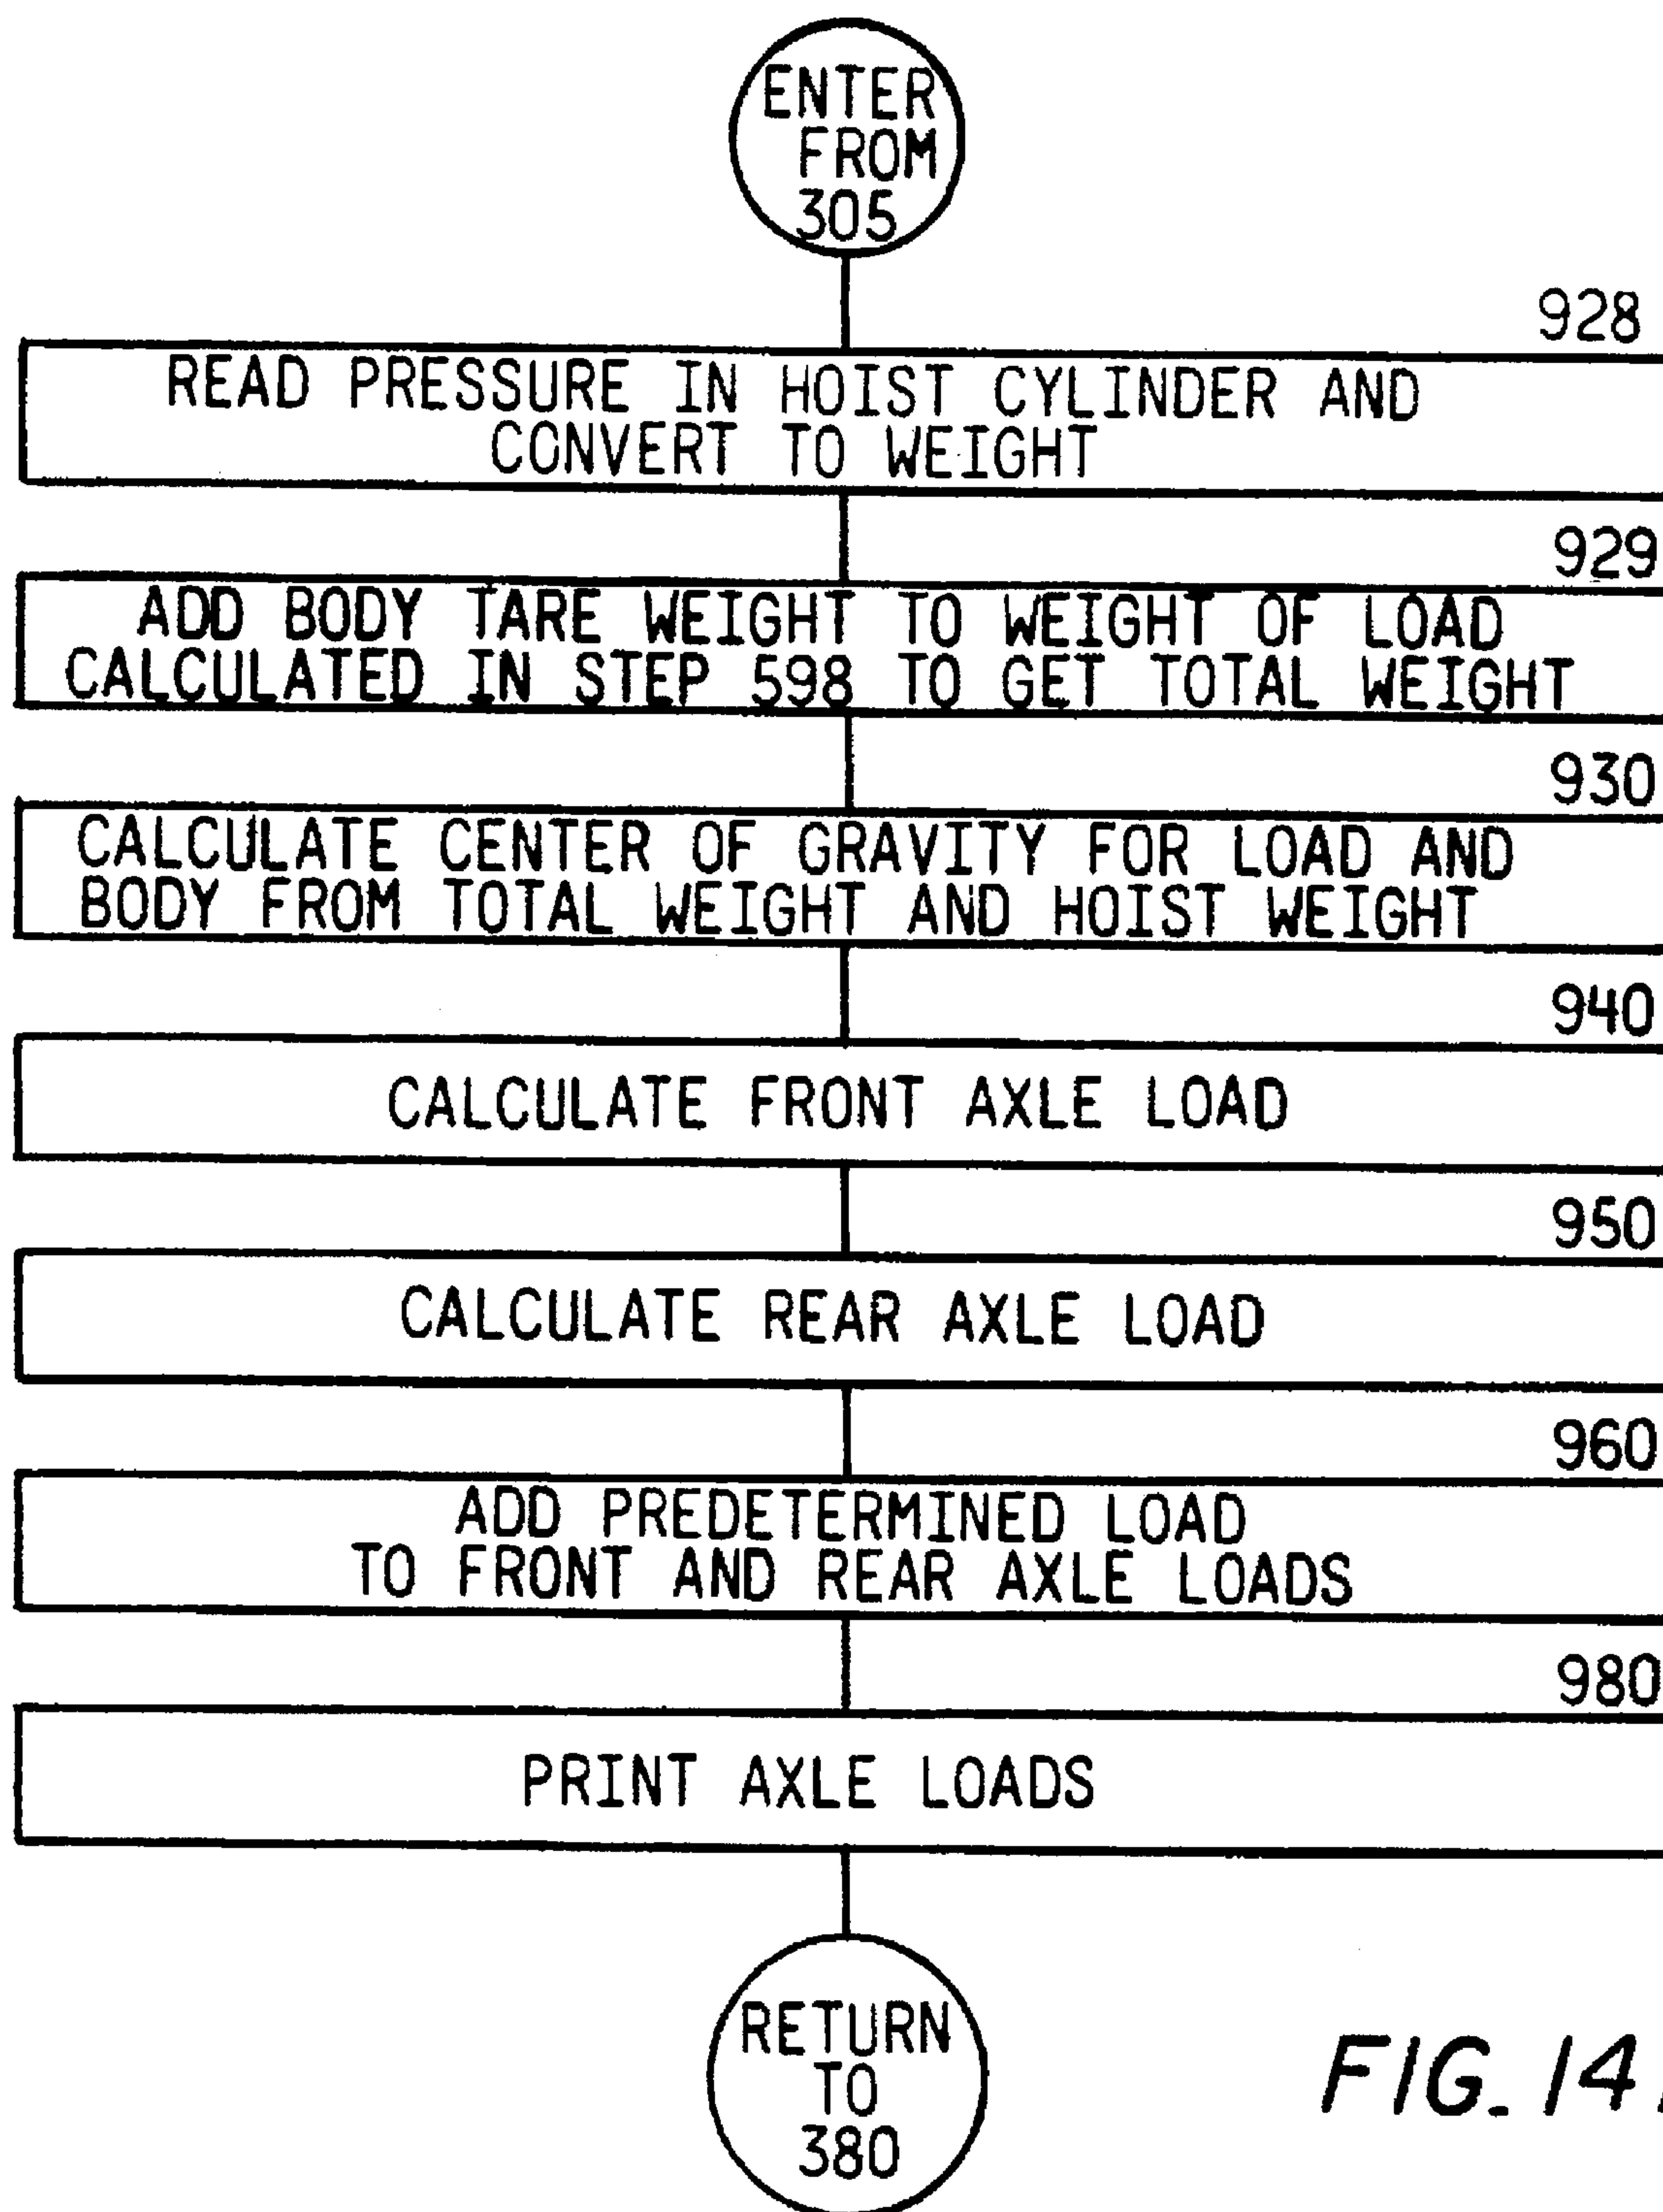 ENTER
FROM
305
928
READ PRESSURE IN HOIST CYLINDER AND
CONVERT TO WEIGHT
929
ADD BODY TARE WEIGHT TO WEIGHT OF LOAD
CALCULATED IN STEP 598 TO GET TOTAL WEIGHT
930
CALCULATE CENTER OF GRAVITY FOR LOAD AND
BODY FROM TOTAL WEIGHT AND HOIST WEIGHT
940
CALCULATE FRONT AXLE LOAD
950
CALCULATE REAR AXLE LOAD
960
ADD PREDETERMINED LOAD
TO FRONT AND REAR AXLE LOADS
980
PRINT AXLE LOADS
RETURN
TO
380
FIG. 14